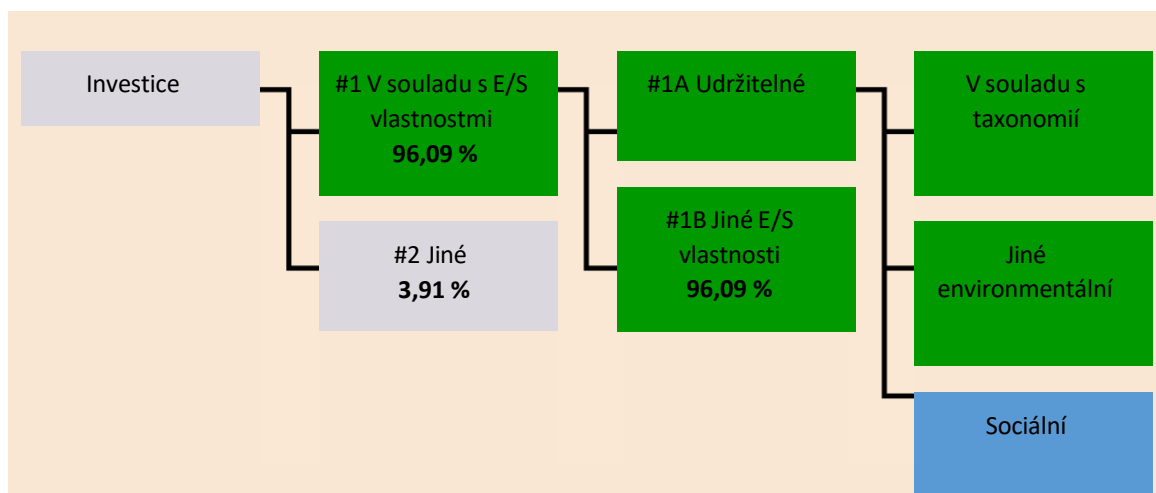 Investice
#1 V souladu s E/S
vlastnostmi
96,09 %
#2 Jiné
3,91 %
#1A Udržitelné
#1B Jiné E/S
vlastnosti
96,09 %
V souladu s
taxonomií
Jiné
environmentální
Sociální